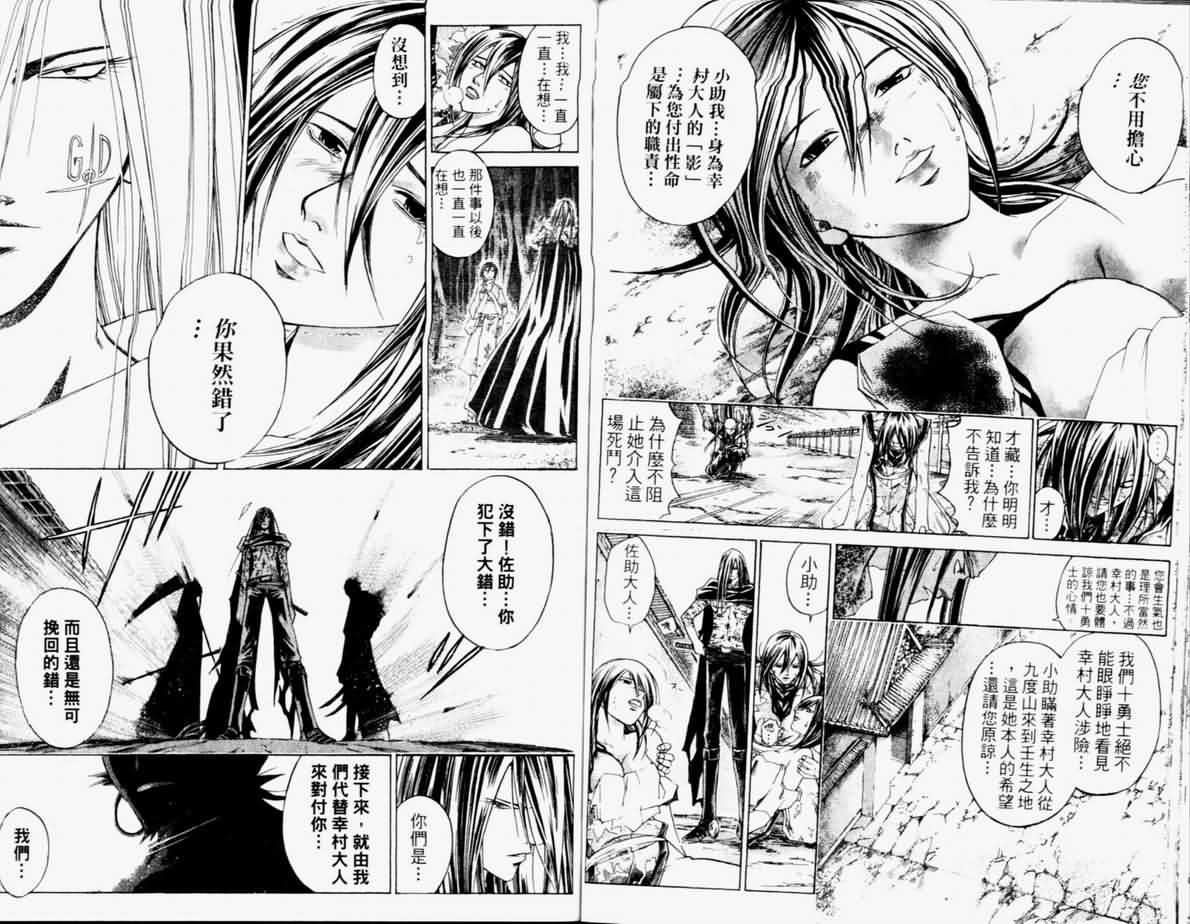 您不用擔心
…
小助我…身為幸
村大人的「影」
…為您付出性命
是屬下的職責…
…
才…
才藏…你明明
知道…為什麼
不告訴我？
為什麼不阻
止她介入這
場死鬥？
您會生氣也
是理所當然
的事…不過
幸村大人，
請您也要體
諒我們十勇
士的心情。
我們十勇士絕不
能眼睜睜地看見
幸村大人涉險…
小助瞞著幸村大人從
九度山來到壬生之地
，這是她本人的希望
…還請您原諒…
小助…
佐助大人…
我…我…一直
一直…在想…
那件事以後
也一直一直
在想…
沒想到…
你果然錯了
…
GD
沒錯！佐助…你
犯下了大錯…
而且還是無可
挽回的錯…
你們是…
接下來，就由我
們代替幸村大人
來對付你…
我們…